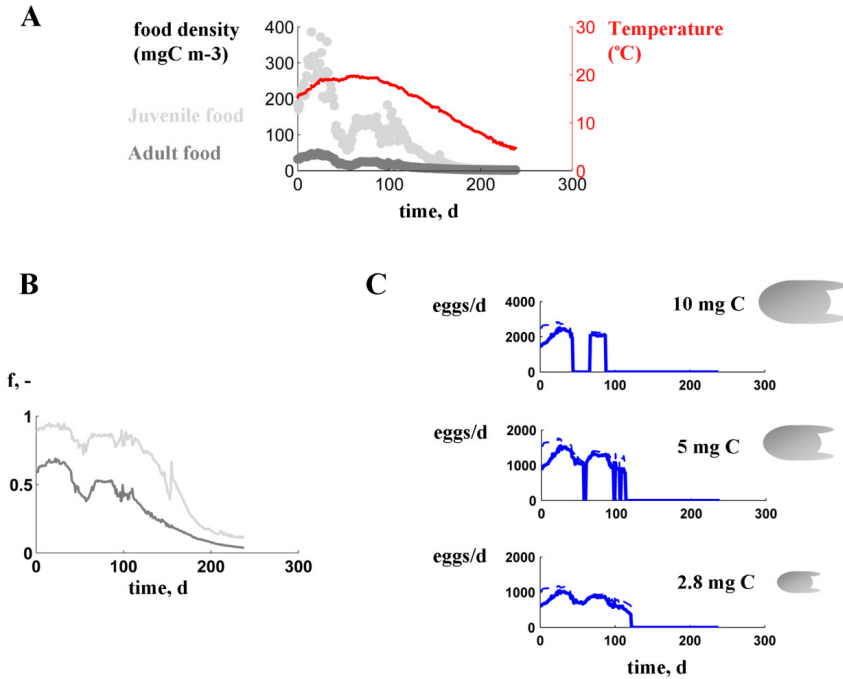 A
food density
(mgC m-3)
Temperature
(ºC)
Juvenile food
Adult food
400
300
200
100
0
30
20
10
0
0
100
200
300
time, d
B
f, -
1
0.5
0
0
100
200
300
time, d
C
eggs/d
10 mg C
4000
2000
0
0
100
200
300
eggs/d
5 mg C
2000
1000
0
0
100
200
300
eggs/d
2.8 mg C
2000
1000
0
0
100
200
300
time, d